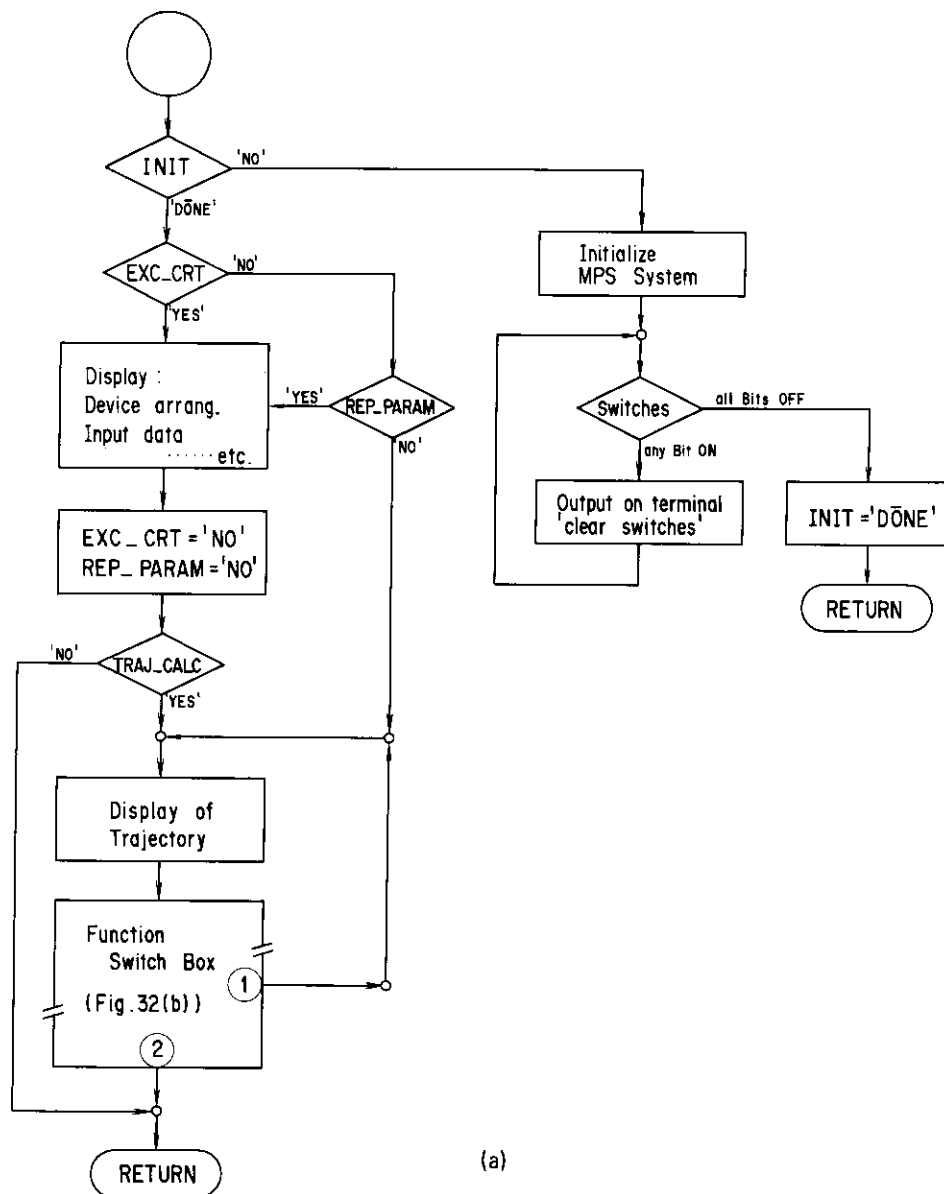 INIT
'NO'
'DŌNE'
EXC_CRT
'NO'
'YES'
Display :
Device arrang.
Input data
······ etc.
'YES'
REP_PARAM
'NO'
EXC_CRT = 'NO'
REP_PARAM = 'NO'
'NO'
TRAJ_CALC
'YES'
Display of
Trajectory
Function
Switch Box
(Fig.32(b))
1
2
RETURN
Initialize
MPS System
Switches
all Bits OFF
any Bit ON
Output on terminal
'clear switches'
INIT = 'DŌNE'
RETURN
(a)